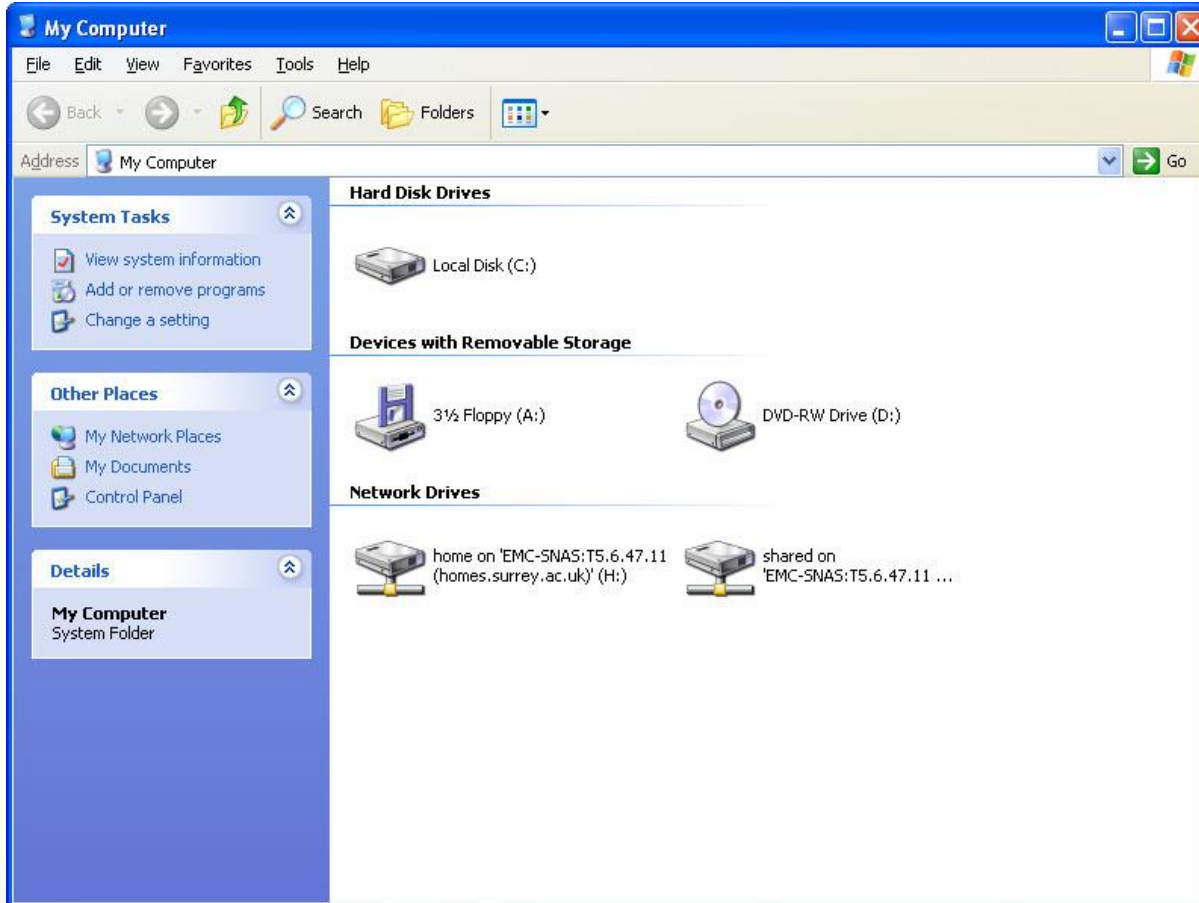 My Computer
File Edit View Favorites Tools Help
Back Search Folders
Address My Computer Go
System Tasks
View system information
Add or remove programs
Change a setting
Other Places
My Network Places
My Documents
Control Panel
Details
My Computer
System Folder
Hard Disk Drives
Local Disk (C:)
Devices with Removable Storage
3½ Floppy (A:)
DVD-RW Drive (D:)
Network Drives
home on 'EMC-SNAS:T5.6.47.11
(homes.surrey.ac.uk)' (H:)
shared on
'EMC-SNAS:T5.6.47.11 ...